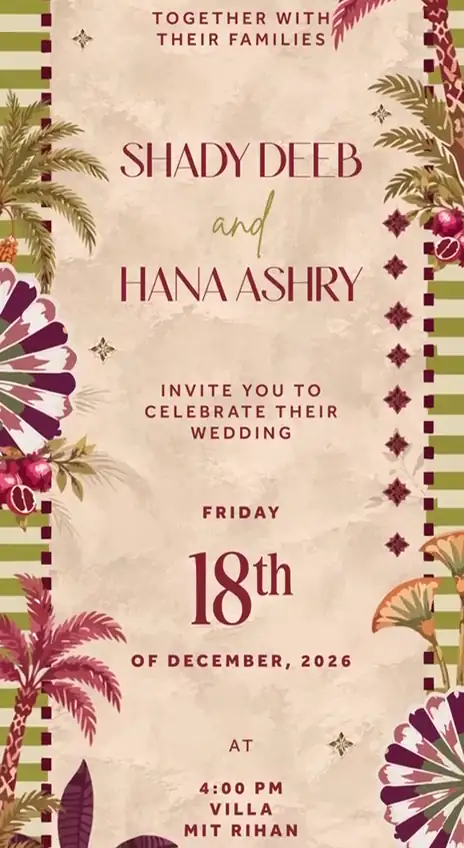 TOGETHER WITH
THEIR FAMILIES
SHADY DEEB
and
HANA ASHRY
INVITE YOU TO
CELEBRATE THEIR
WEDDING
FRIDAY
18th
OF DECEMBER, 2026
AT
4:00 PM
VILLA
MIT RIHAN